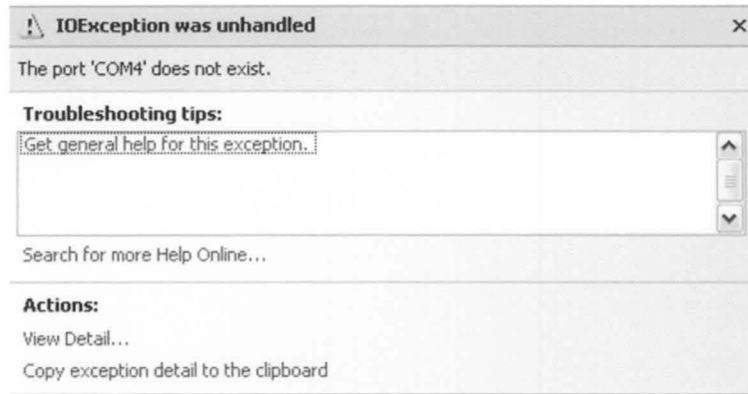 IOException was unhandled
The port 'COM4' does not exist.
Troubleshooting tips:
Get general help for this exception.
Search for more Help Online...
Actions:
View Detail...
Copy exception detail to the clipboard